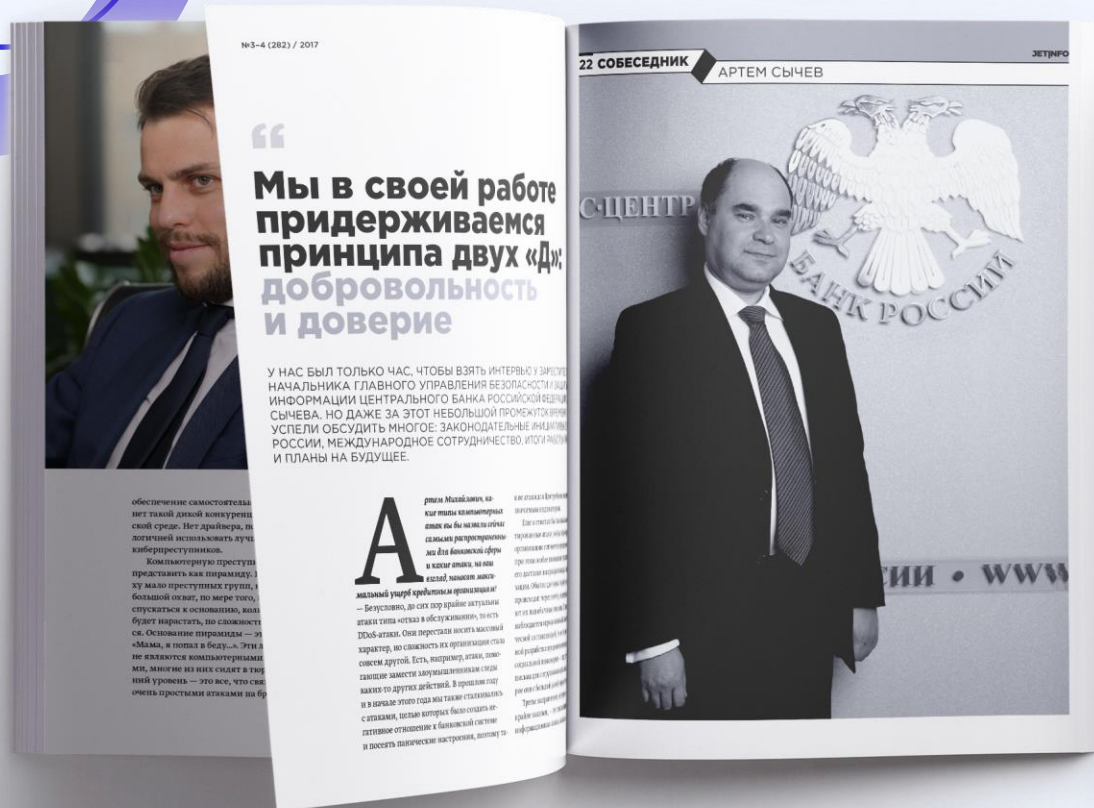 №3-4 (282) / 2017
“
Мы в своей работе
придерживаемся
принципа двух «Д»:
добровольность
и доверие
У НАС БЫЛ ТОЛЬКО ЧАС, ЧТОБЫ ВЗЯТЬ ИНТЕРВЬЮ У
НАЧАЛЬНИКА ГЛАВНОГО УПРАВЛЕНИЯ БЕЗОПАСНОСТИ И
ИНФОРМАЦИИ ЦЕНТРАЛЬНОГО БАНКА РОССИЙСКОЙ
СЫЧЕВА. НО ДАЖЕ ЗА ЭТОТ НЕБОЛЬШОЙ ПРОМЕЖУТОК
УСПЕЛИ ОБСУДИТЬ МНОГОЕ: ЗАКОНОДАТЕЛЬНЫЕ
РОССИИ, МЕЖДУНАРОДНОЕ СОТРУДНИЧЕСТВО, ИТОГИ
И ПЛАНЫ НА БУДУЩЕЕ.
Артем Михайлович, ка-
кие типы компьютерных
атак вы бы назвали сейчас
самыми распространенны-
ми для банковской сферы
и какие атаки, на ваш
взгляд, наносят макси-
мальный ущерб кредитным организациям?
— Безусловно, до сих пор крайне актуальны
атаки типа «отказ в обслуживании», то есть
DDoS-атаки. Они перестали носить массовый
характер, но сложность их организации стала
совсем другой. Есть, например, атаки, помо-
гающие замести злоумышленникам следы
каких-то других действий. В прошлом году
и в начале этого года мы также сталкивались
с атаками, целью которых было создать не-
гативное отношение к банковской системе
и посеять панические настроения, поэтому та-
обеспечение самостоятельн
нет такой дикой конкуренц
ской среде. Нет драйвера, по
логичней использовать луч
киберпреступников.
Компьютерную преступн
представить как пирамиду.
ху мало преступных групп,
большой охват, по мере того,
спускаться к основанию, кол
будет нарастать, но сложност
ся. Основание пирамиды — э
«Мама, я попал в беду...». Эти л
не являются компьютерными
ми, многие из них сидят в тюр
ний уровень — это все, что свя
очень простыми атаками на бр
22 СОБЕСЕДНИК
АРТЕМ СЫЧЕВ
JETINFO
С·ЦЕНТР
БАНК РОССИИ
СИИ • WWW